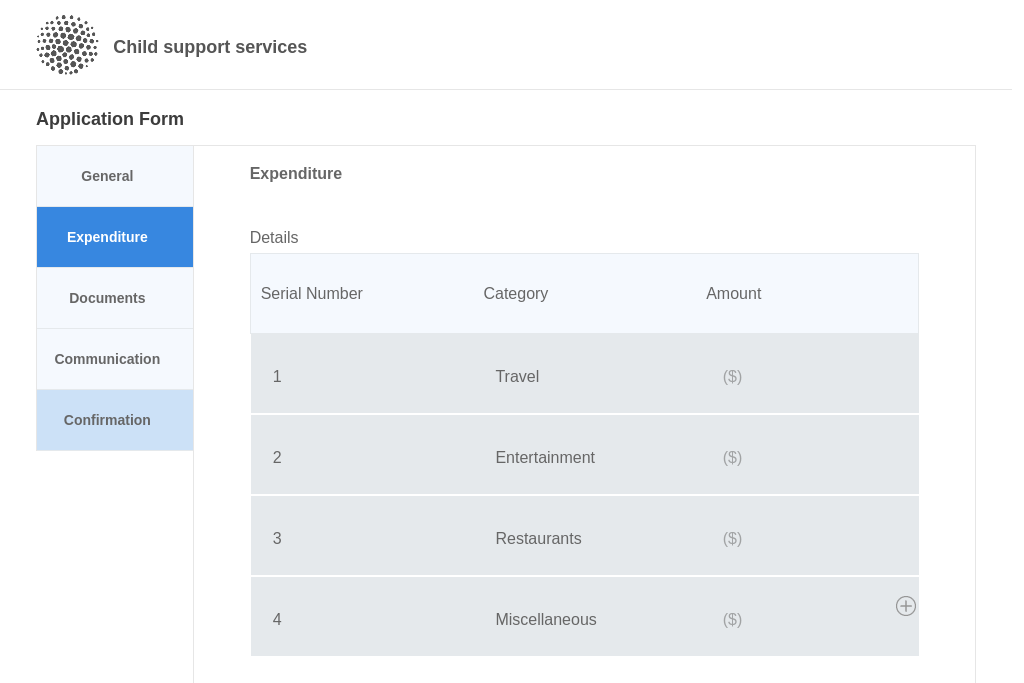 Child support services
Application Form
General
Expenditure
Documents
Communication
Confirmation
Expenditure
Details
Serial Number Category Amount
1 Travel ($)
2 Entertainment ($)
3 Restaurants ($)
4 Miscellaneous ($)